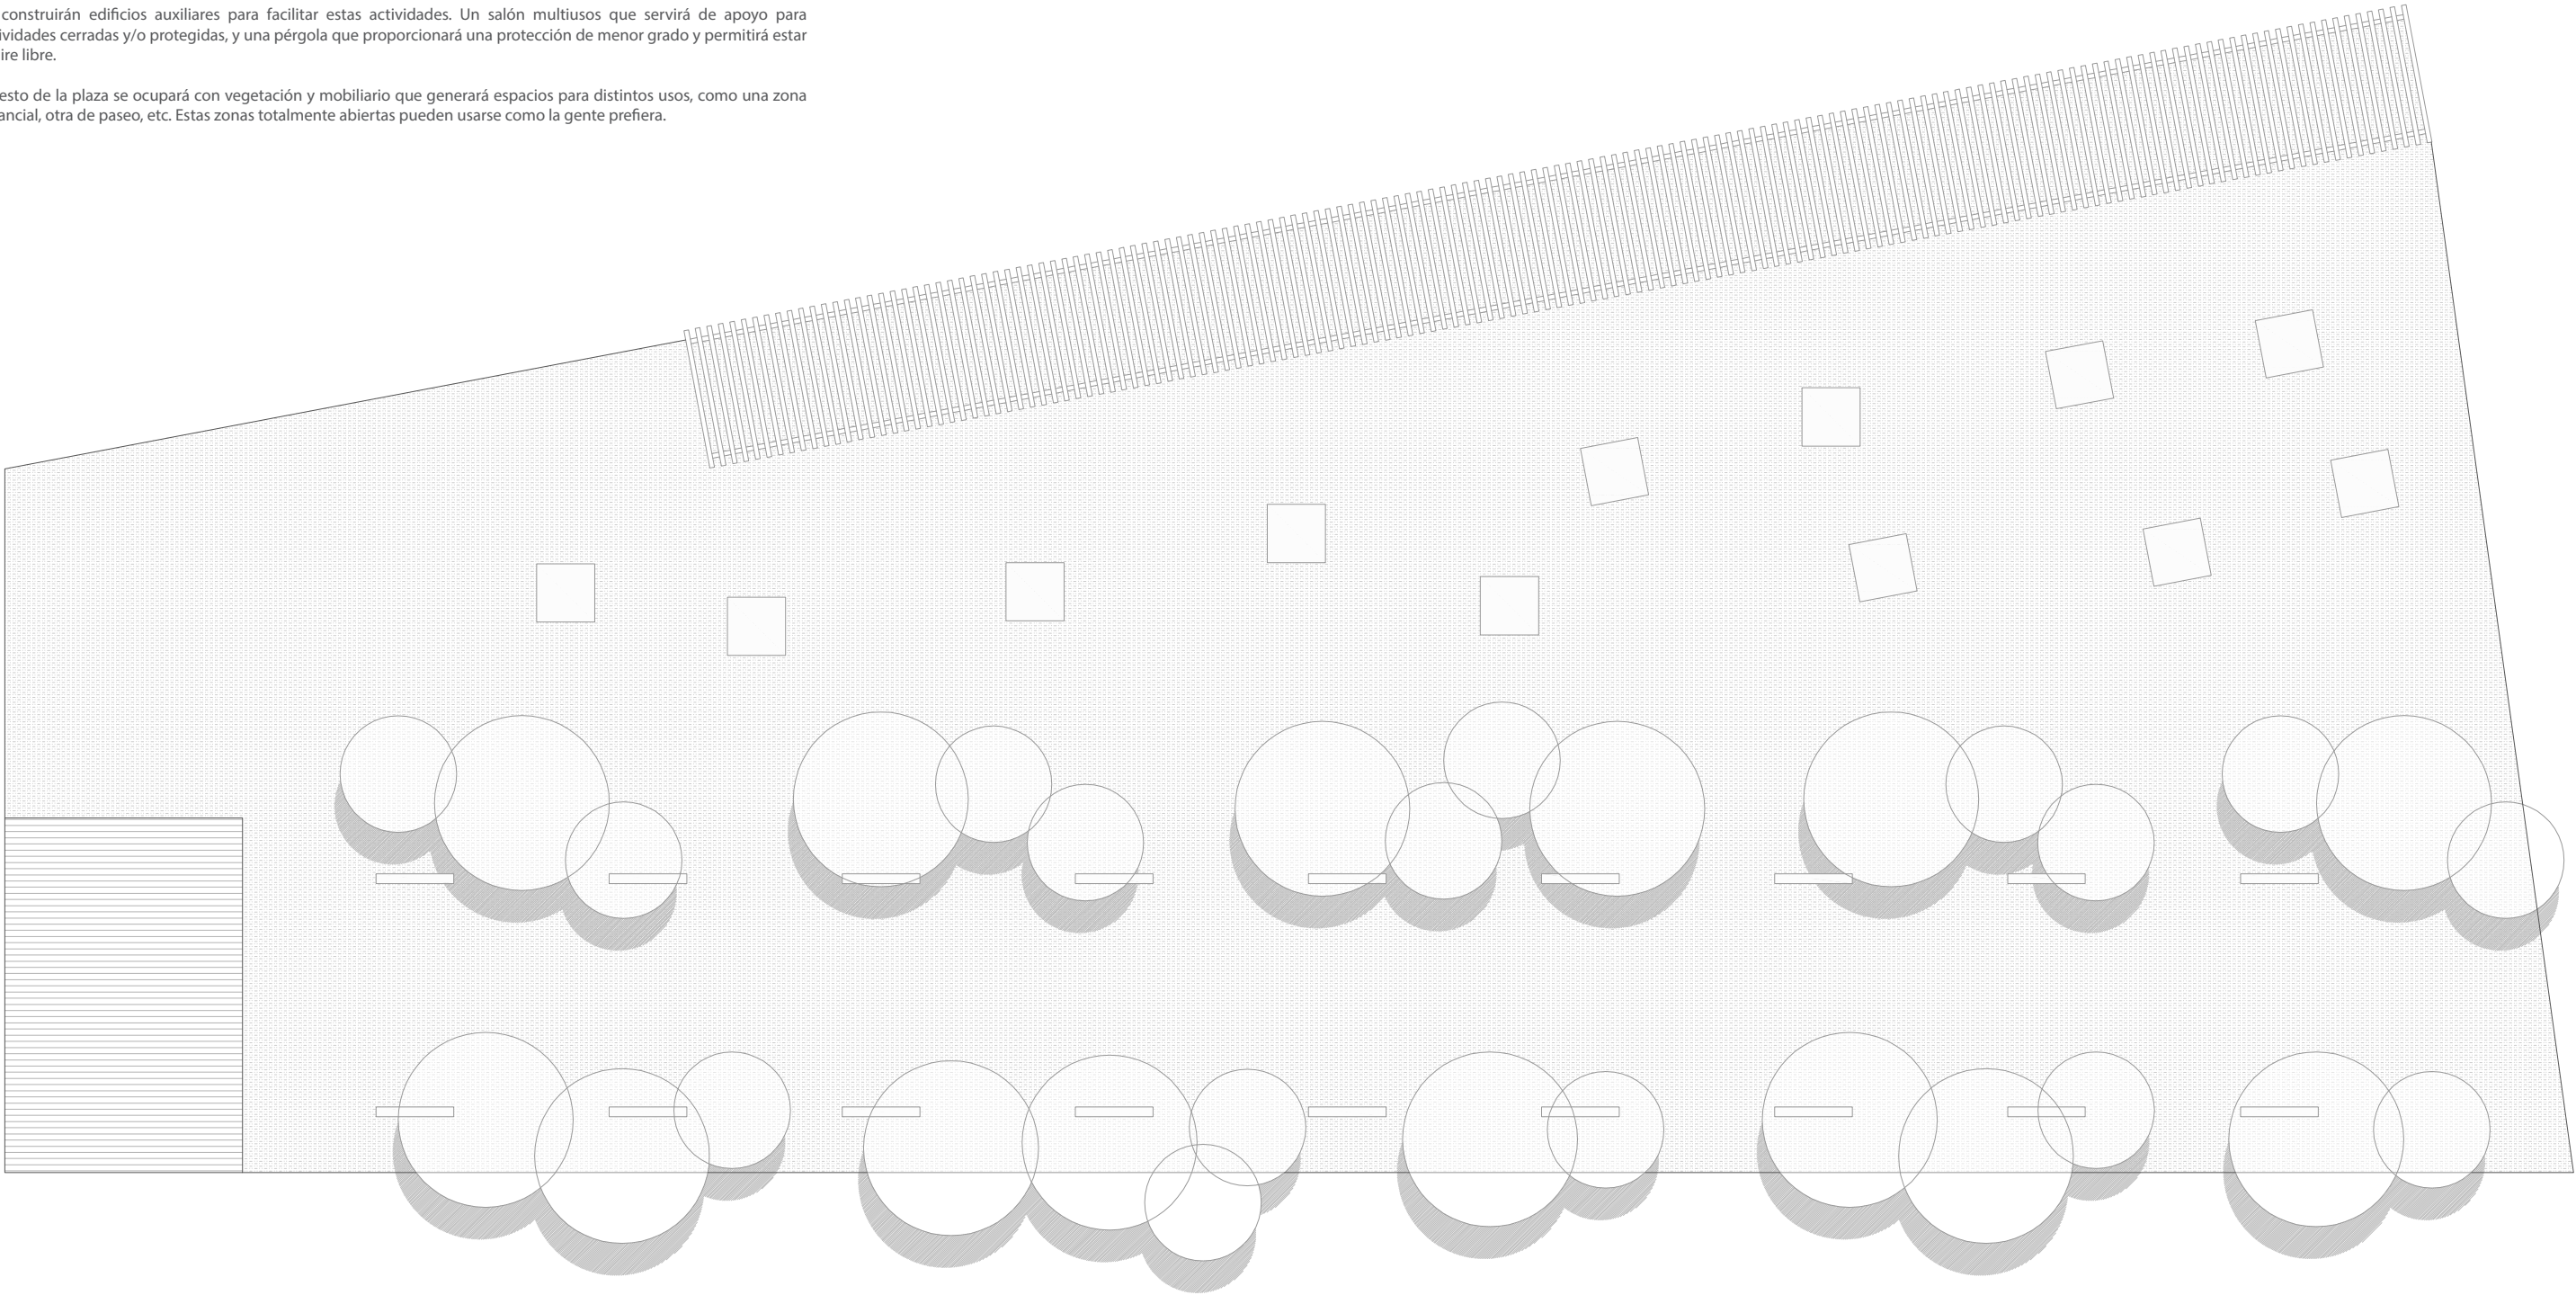 construirán edificios auxiliares para facilitar estas actividades. Un salón multiusos que servirá de apoyo para
ividades cerradas y/o protegidas, y una pérgola que proporcionará una protección de menor grado y permitirá estar
ire libre.
esto de la plaza se ocupará con vegetación y mobiliario que generará espacios para distintos usos, como una zona
ancial, otra de paseo, etc. Estas zonas totalmente abiertas pueden usarse como la gente prefiera.